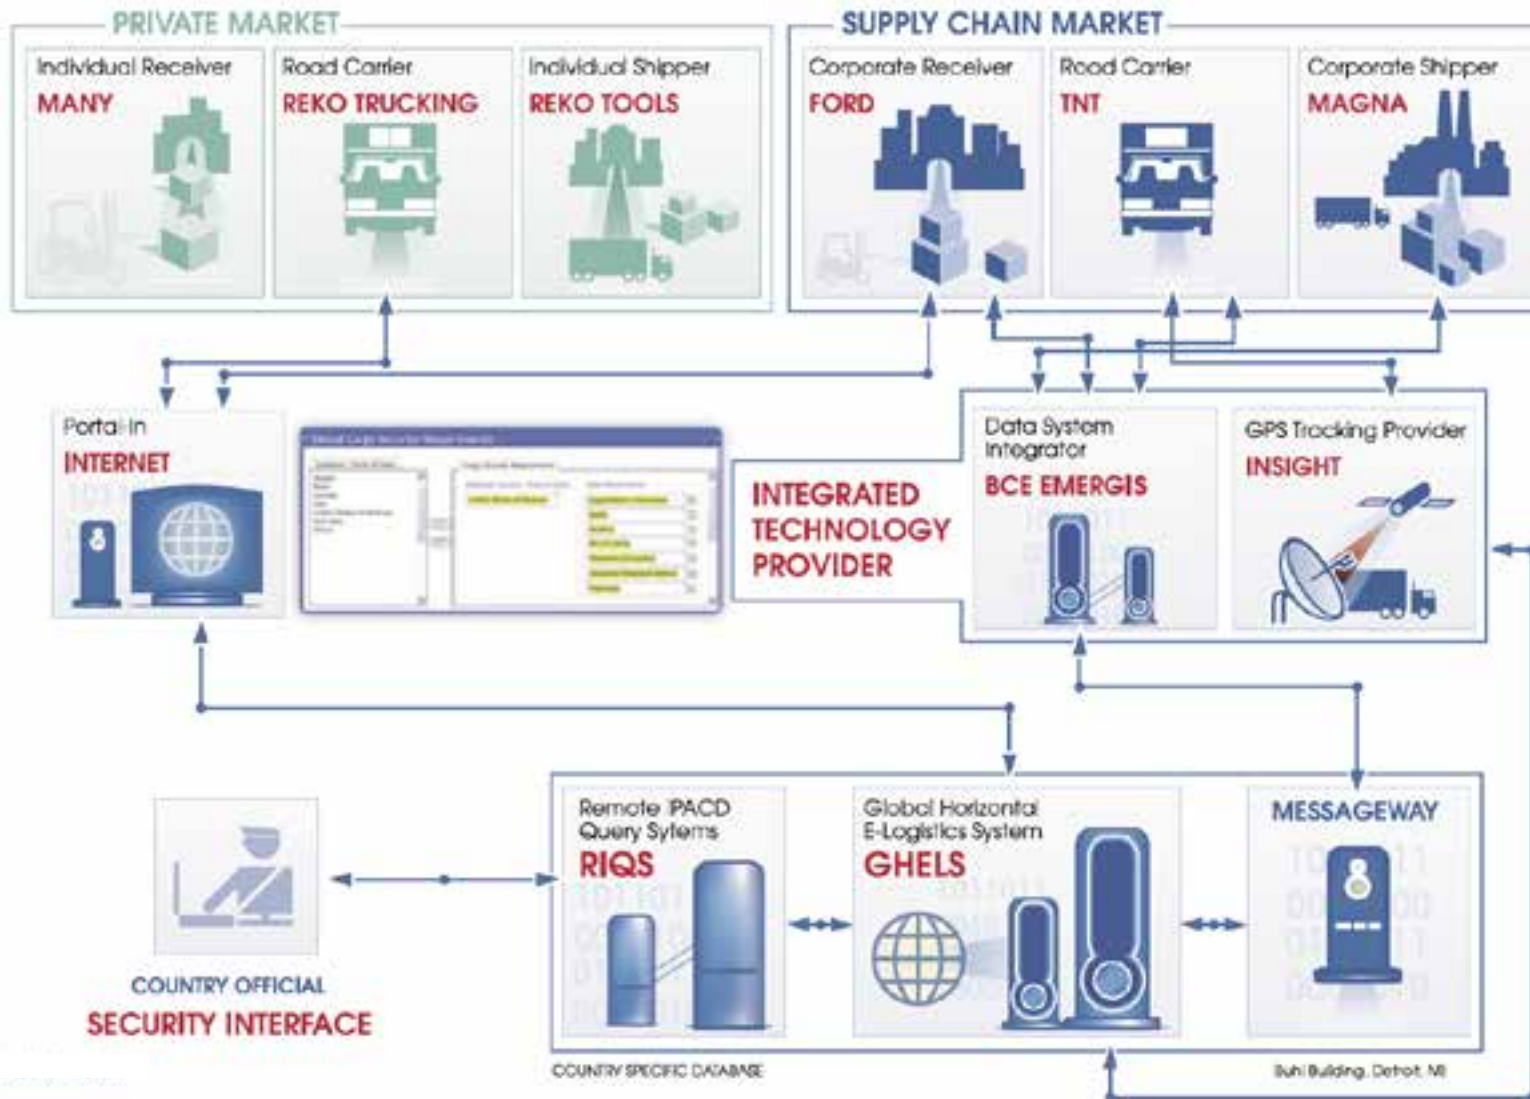 PRIVATE MARKET
SUPPLY CHAIN MARKET
Individual Receiver
MANY
Road Carrier
REKO TRUCKING
Individual Shipper
REKO TOOLS
Corporate Receiver
FORD
Road Carrier
TNT
Corporate Shipper
MAGNA
Portal-In
INTERNET
INTEGRATED
TECHNOLOGY
PROVIDER
Data System
Integrator
BCE EMERGIS
GPS Tracking Provider
INSIGHT
COUNTRY OFFICIAL
SECURITY INTERFACE
Remote IPACD
Query Sytems
RIQS
Global Horizontal
E-Logistics System
GHELS
MESSAGEWAY
COUNTRY SPECIFIC DATABASE
Buhl Building, Detroit, MI